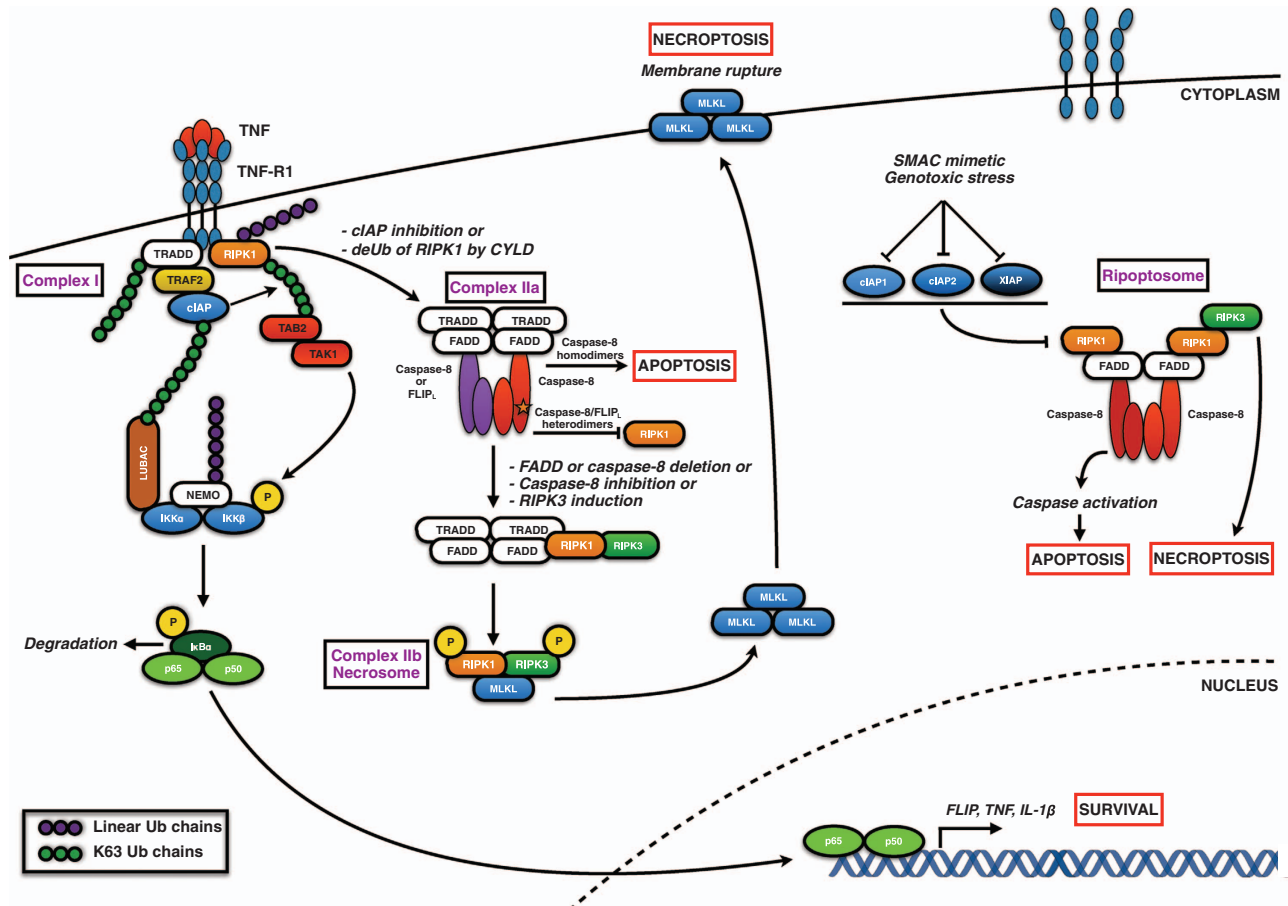 NECROPTOSIS
Membrane rupture
MLKL
MLKL
MLKL
CYTOPLASM
TNF
TNF-R1
SMAC mimetic
Genotoxic stress
- cIAP inhibition or
- deUb of RIPK1 by CYLD
Complex I
TRADD
RIPK1
TRAF2
cIAP
TAB2
TAK1
LUBAC
NEMO
IKKα
IKKβ
P
Complex IIa
TRADD
TRADD
FADD
FADD
Caspase-8
or
FLIPL
Caspase-8
homodimers
Caspase-8
APOPTOSIS
Caspase-8/FLIPL
heterodimers
RIPK1
- FADD or caspase-8 deletion or
- Caspase-8 inhibition or
- RIPK3 induction
TRADD
TRADD
FADD
FADD
RIPK1
RIPK3
cIAP1
cIAP2
XIAP
Ripoptosome
RIPK3
RIPK1
RIPK1
FADD
FADD
Caspase-8
Caspase-8
Caspase activation
APOPTOSIS
NECROPTOSIS
MLKL
MLKL
MLKL
P
Degradation
IκBα
p65
p50
Complex IIb
Necrosome
P
P
RIPK1
RIPK3
MLKL
NUCLEUS
Linear Ub chains
K63 Ub chains
FLIP, TNF, IL-1β
SURVIVAL
p65
p50